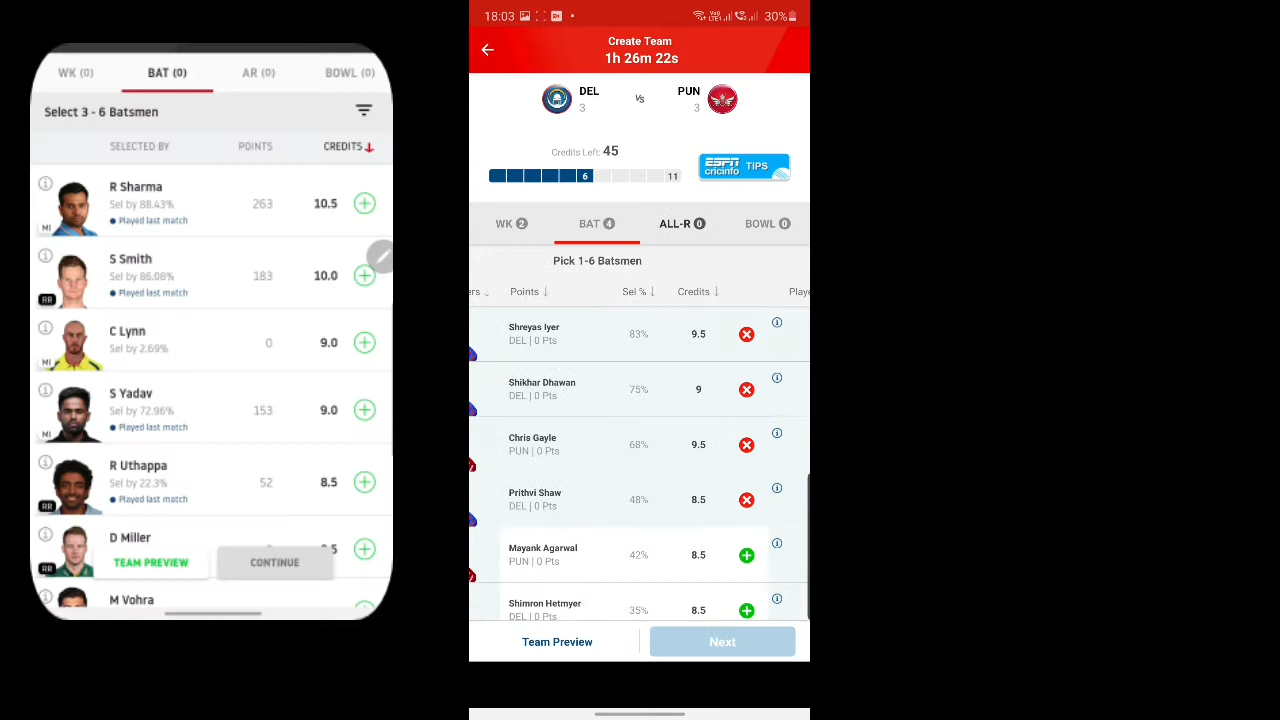 WK (0) BAT (0) AR (0) BOWL (0)
Select 3 - 6 Batsmen
SELECTED BY POINTS CREDITS
R Sharma
Sel by 88.43% 263 10.5
Played last match
MI
S Smith
Sel by 86.08% 183 10.0
Played last match
RR
C Lynn
Sel by 2.69% 0 9.0
MI
S Yadav
Sel by 72.96% 153 9.0
Played last match
MI
R Uthappa
Sel by 22.3% 52 8.5
Played last match
RR
D Miller
RR
TEAM PREVIEW CONTINUE
M Vohra
18:03 30%
Create Team
1h 26m 22s
DEL Vs PUN
3 3
Credits Left: 45
6 11
ESPN cricinfo TIPS
WK 2 BAT 4 ALL-R 0 BOWL 0
Pick 1-6 Batsmen
ers Points Sel % Credits Playe
Shreyas Iyer
DEL | 0 Pts 83% 9.5
Shikhar Dhawan
DEL | 0 Pts 75% 9
Chris Gayle
PUN | 0 Pts 68% 9.5
Prithvi Shaw
DEL | 0 Pts 48% 8.5
Mayank Agarwal
PUN | 0 Pts 42% 8.5
Shimron Hetmyer
DEL | 0 Pts 35% 8.5
Team Preview Next